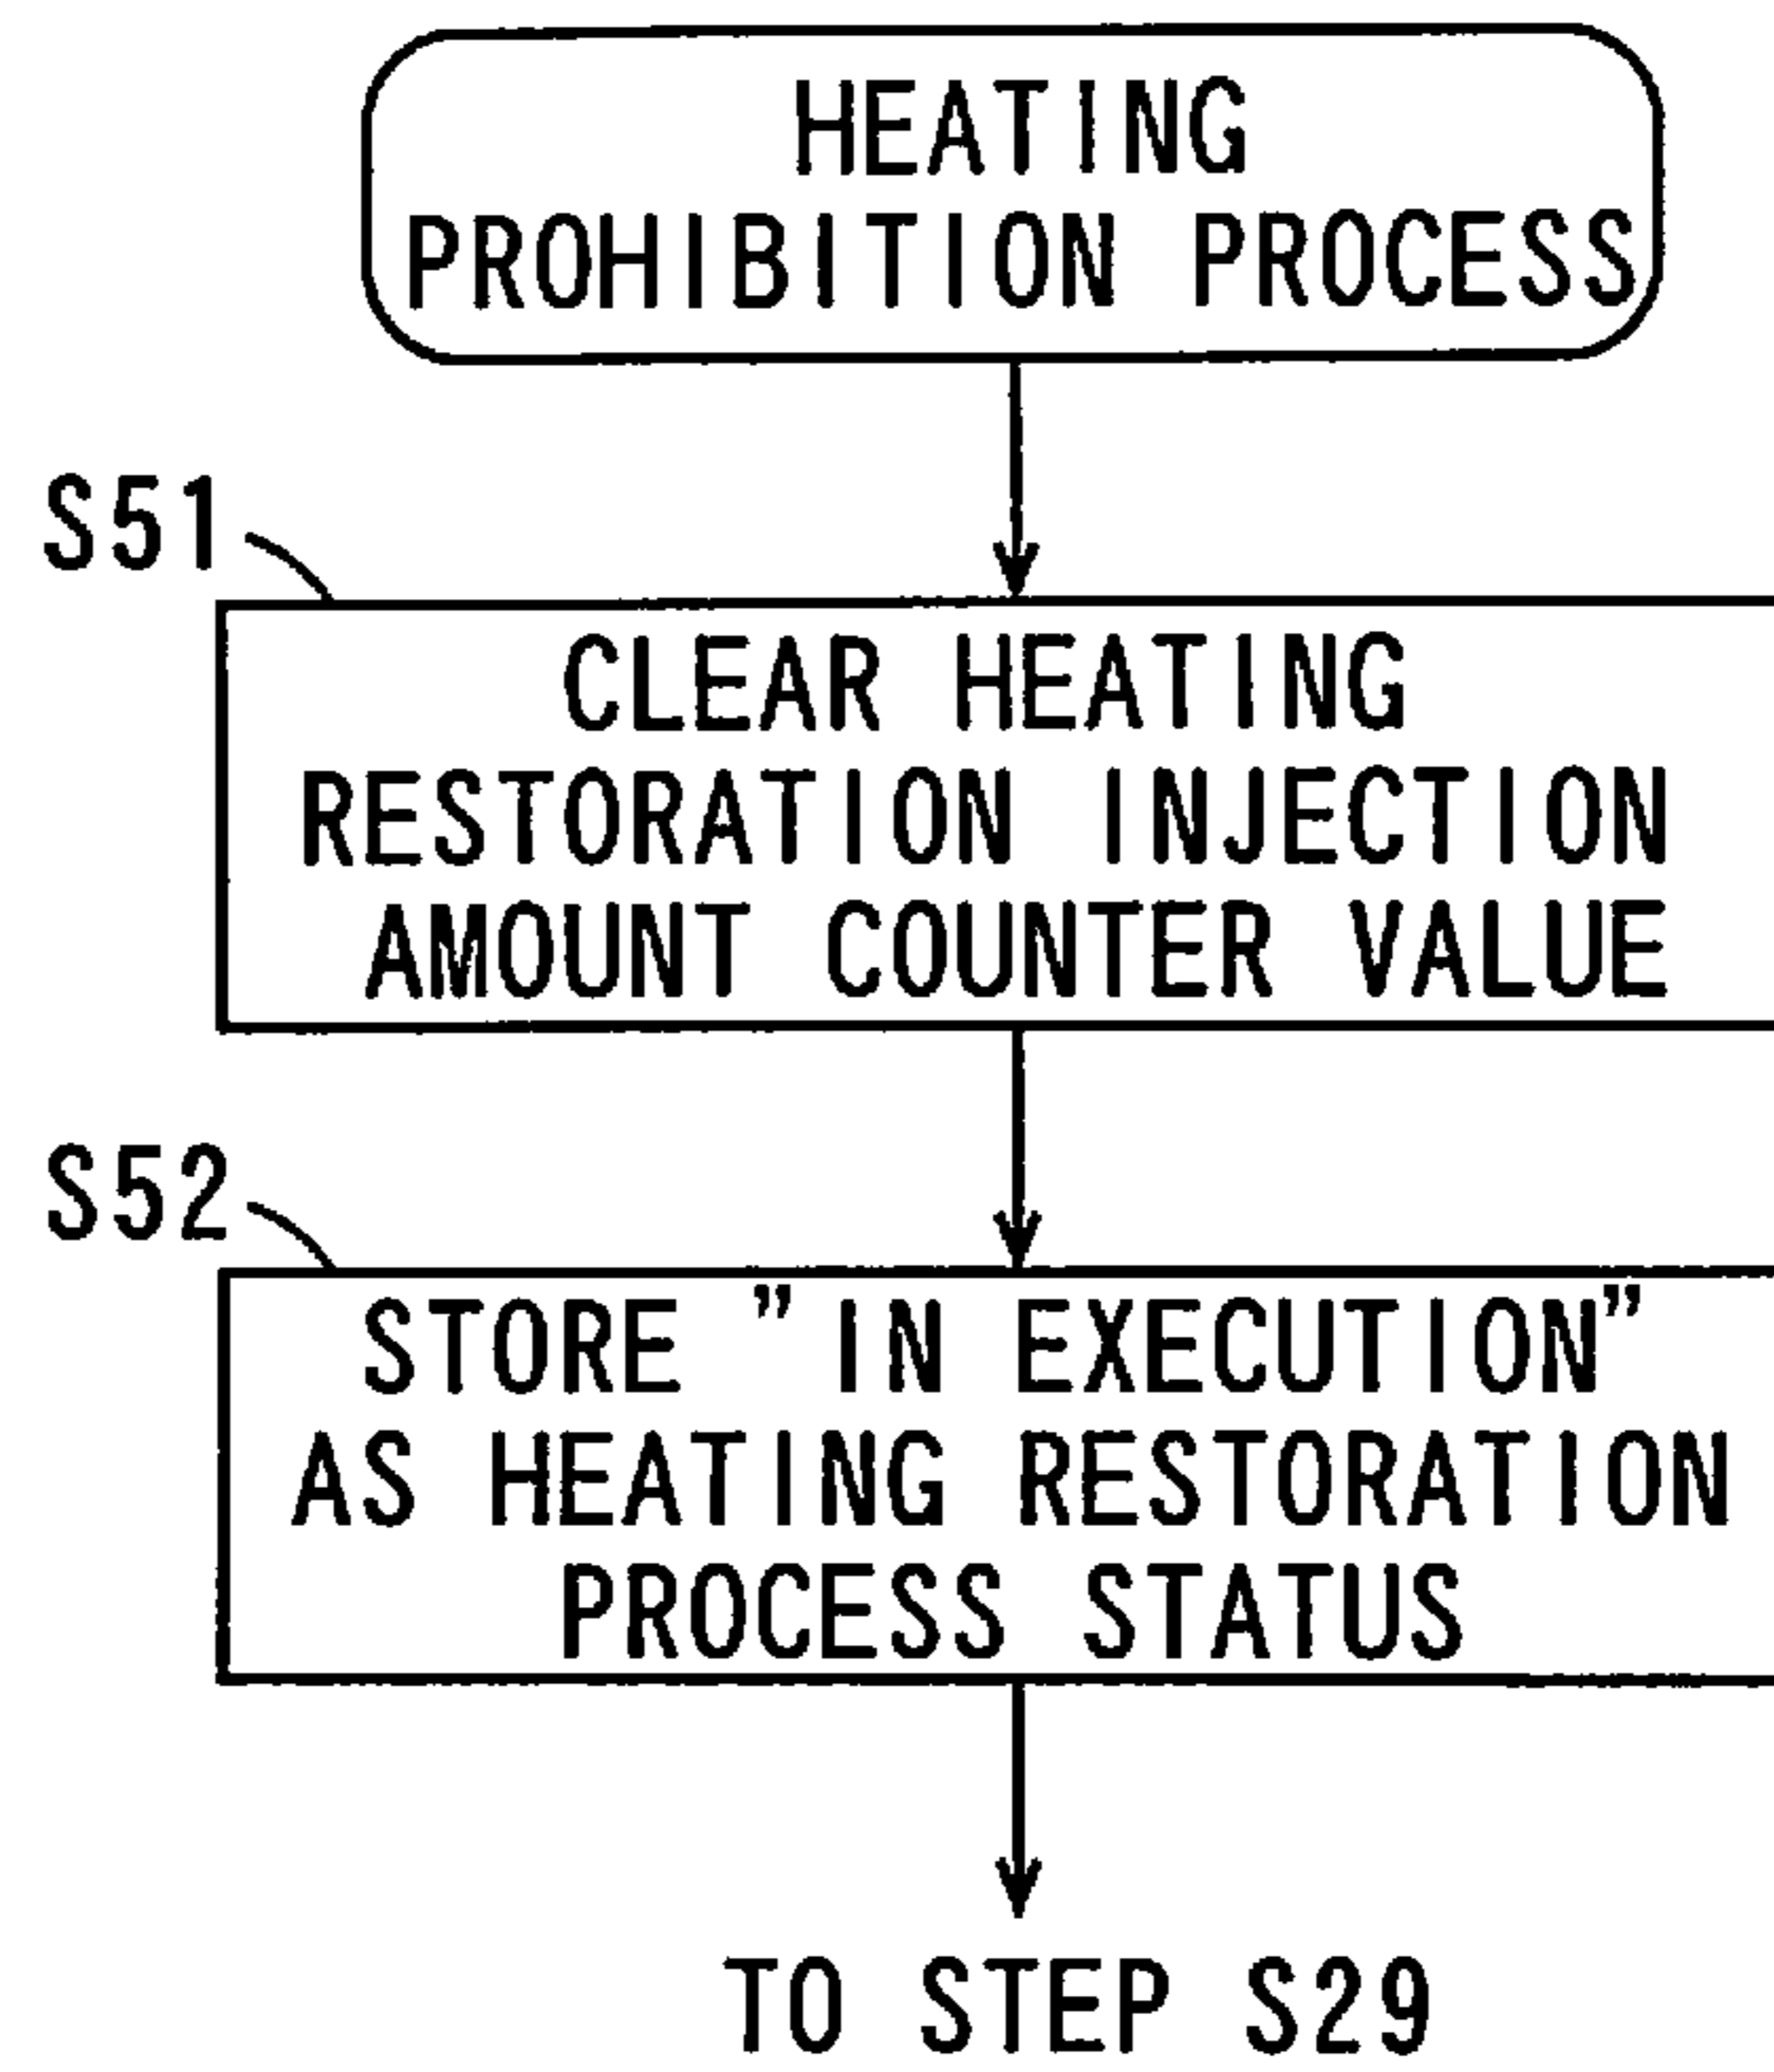 HEATING
PROHIBITION PROCESS
S51
CLEAR HEATING
RESTORATION INJECTION
AMOUNT COUNTER VALUE
S52
STORE ” IN EXECUTION”
AS HEATING RESTORATION
PROCESS STATUS
TO STEP S29